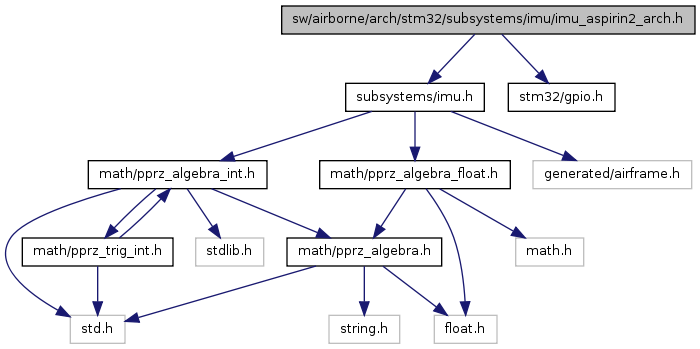 sw/airborne/arch/stm32/subsystems/imu/imu_aspirin2_arch.h
subsystems/imu.h
stm32/gpio.h
math/pprz_algebra_int.h
math/pprz_algebra_float.h
generated/airframe.h
math/pprz_trig_int.h
stdlib.h
math/pprz_algebra.h
math.h
std.h
string.h
float.h